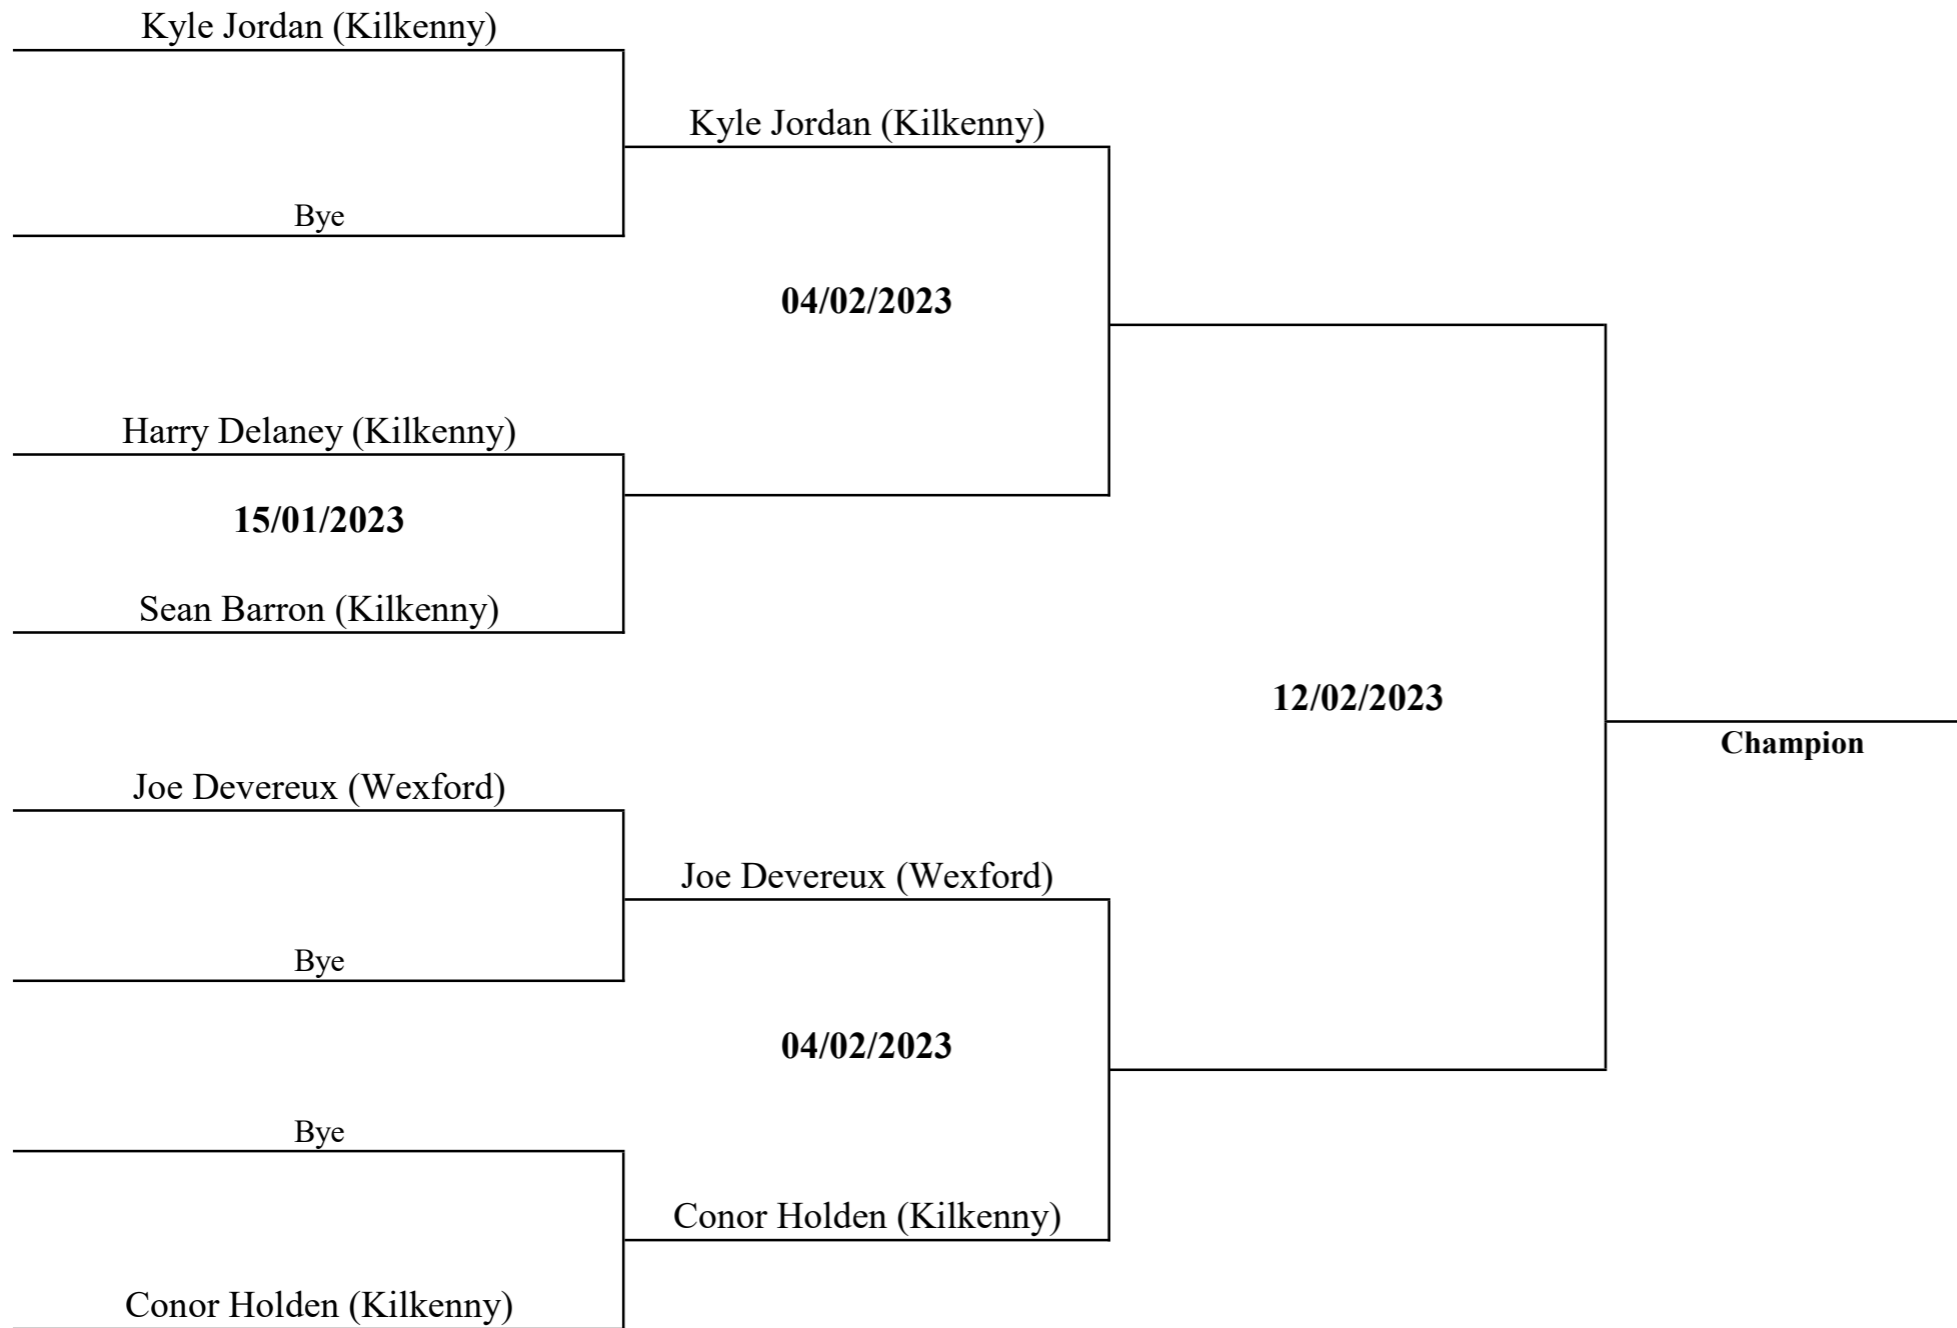 Kyle Jordan (Kilkenny)
Kyle Jordan (Kilkenny)
Bye
04/02/2023
Harry Delaney (Kilkenny)
15/01/2023
Sean Barron (Kilkenny)
12/02/2023
Champion
Joe Devereux (Wexford)
Joe Devereux (Wexford)
Bye
04/02/2023
Bye
Conor Holden (Kilkenny)
Conor Holden (Kilkenny)